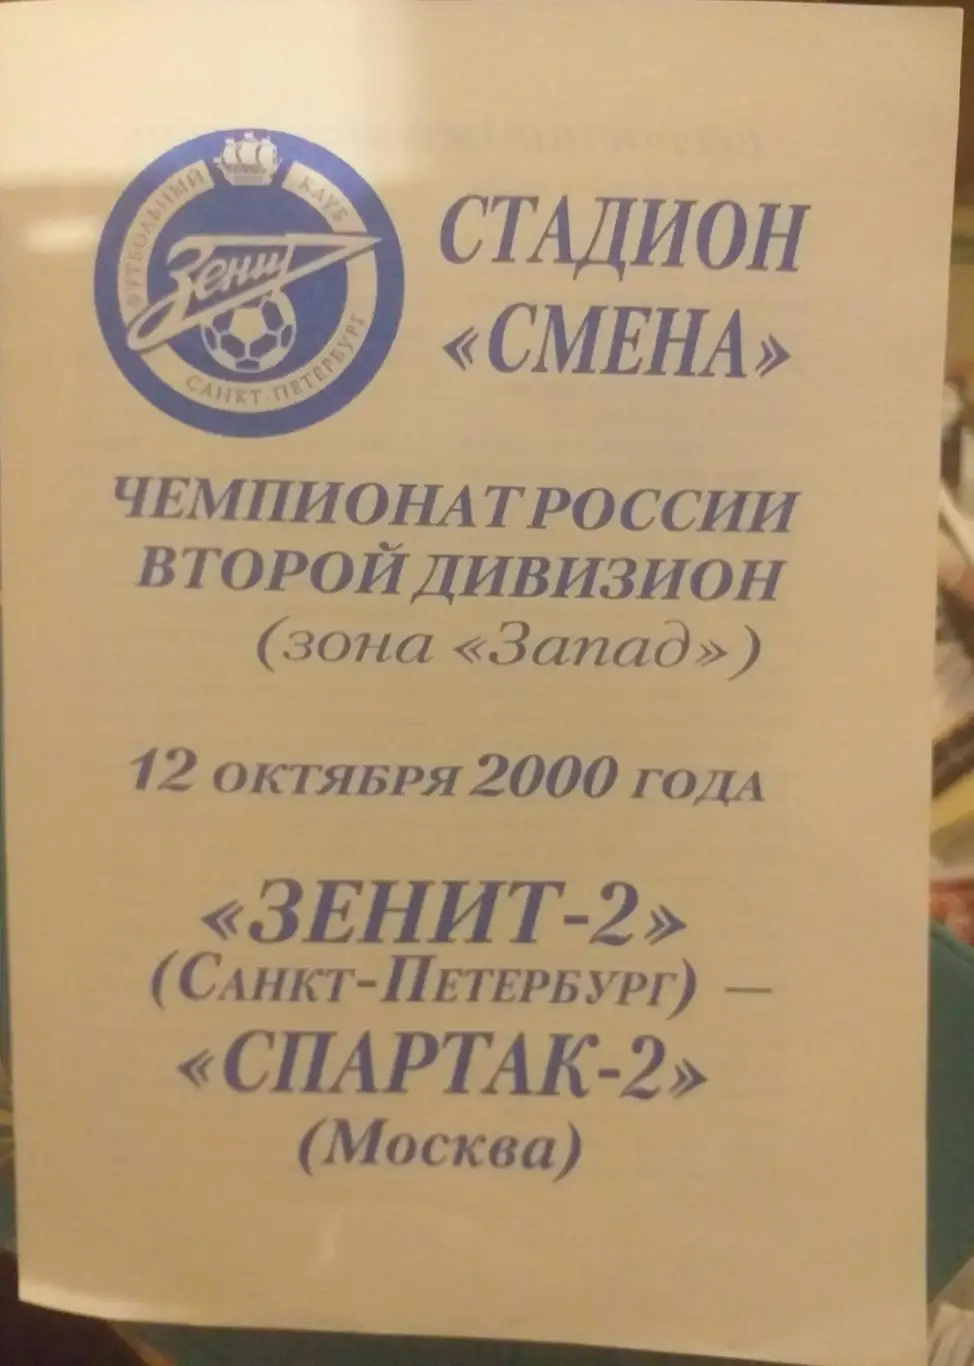 ФУТБОЛЬНЫЙ КЛУБ
Зенит
САНКТ-ПЕТЕРБУРГ
СТАДИОН
«СМЕНА»
ЧЕМПИОНАТ РОССИИ
ВТОРОЙ ДИВИЗИОН
(зона «Запад»)
12 ОКТЯБРЯ 2000 ГОДА
«ЗЕНИТ-2»
(САНКТ-ПЕТЕРБУРГ) —
«СПАРТАК-2»
(Москва)